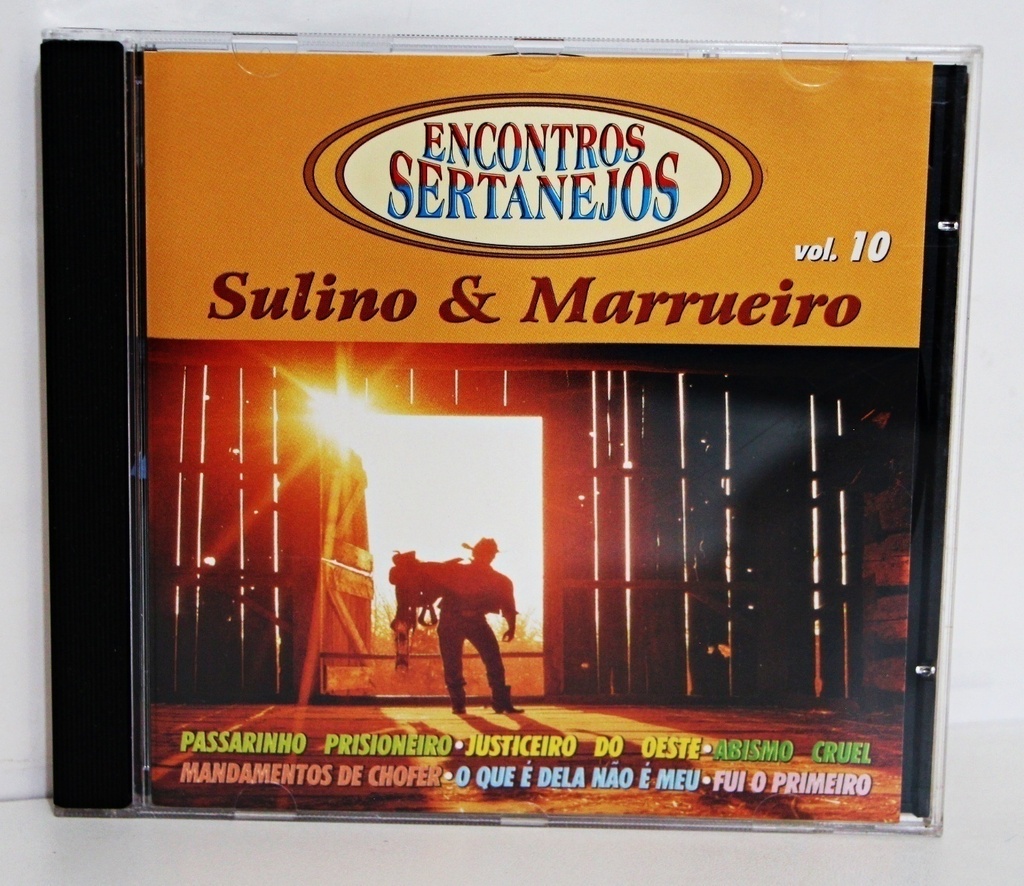 ENCONTROS
SERTANEJOS
vol. 10
Sulino & Marrueiro
PASSARINHO PRISIONEIRO•JUSTICEIRO DO OESTE•ABISMO CRUEL
MANDAMENTOS DE CHOFER•O QUE É DELA NÃO É MEU•FUI O PRIMEIRO